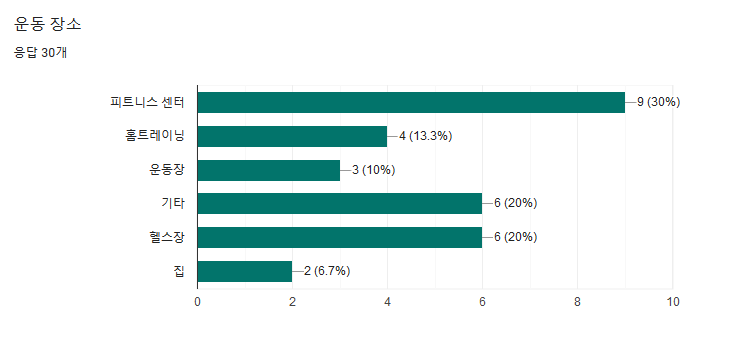 운동 장소
응답 30개
피트니스 센터 9 (30%)
홈트레이닝 4 (13.3%)
운동장 3 (10%)
기타 6 (20%)
헬스장 6 (20%)
집 2 (6.7%)
0 2 4 6 8 10